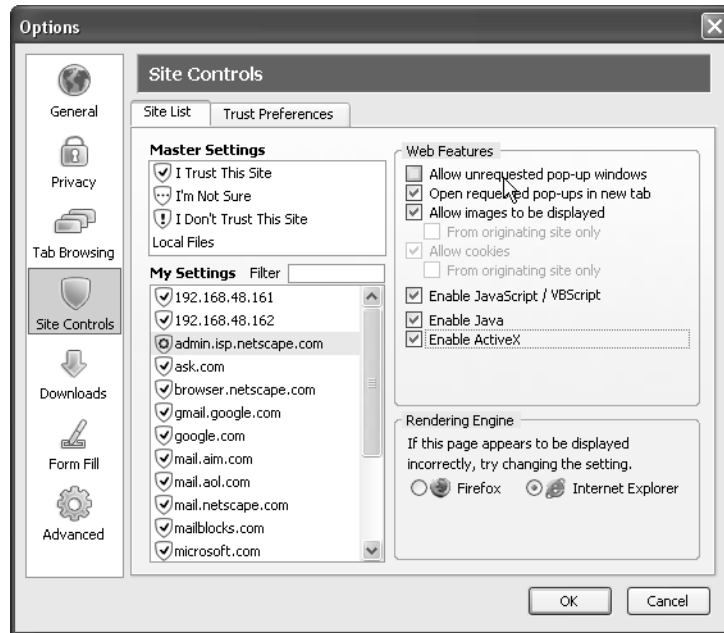 Options
General
Privacy
Tab Browsing
Site Controls
Downloads
Form Fill
Advanced
Site Controls
Site List
Trust Preferences
Master Settings
I Trust This Site
I'm Not Sure
I Don't Trust This Site
Local Files
My Settings Filter
192.168.48.161
192.168.48.162
admin.isp.netscape.com
ask.com
browser.netscape.com
gmail.google.com
google.com
mail.aim.com
mail.aol.com
mail.netscape.com
mailblocks.com
microsoft.com
Web Features
Allow unrequested pop-up windows
Open requested pop-ups in new tab
Allow images to be displayed
From originating site only
Allow cookies
From originating site only
Enable JavaScript / VBScript
Enable Java
Enable ActiveX
Rendering Engine
If this page appears to be displayed
incorrectly, try changing the setting.
Firefox Internet Explorer
OK Cancel